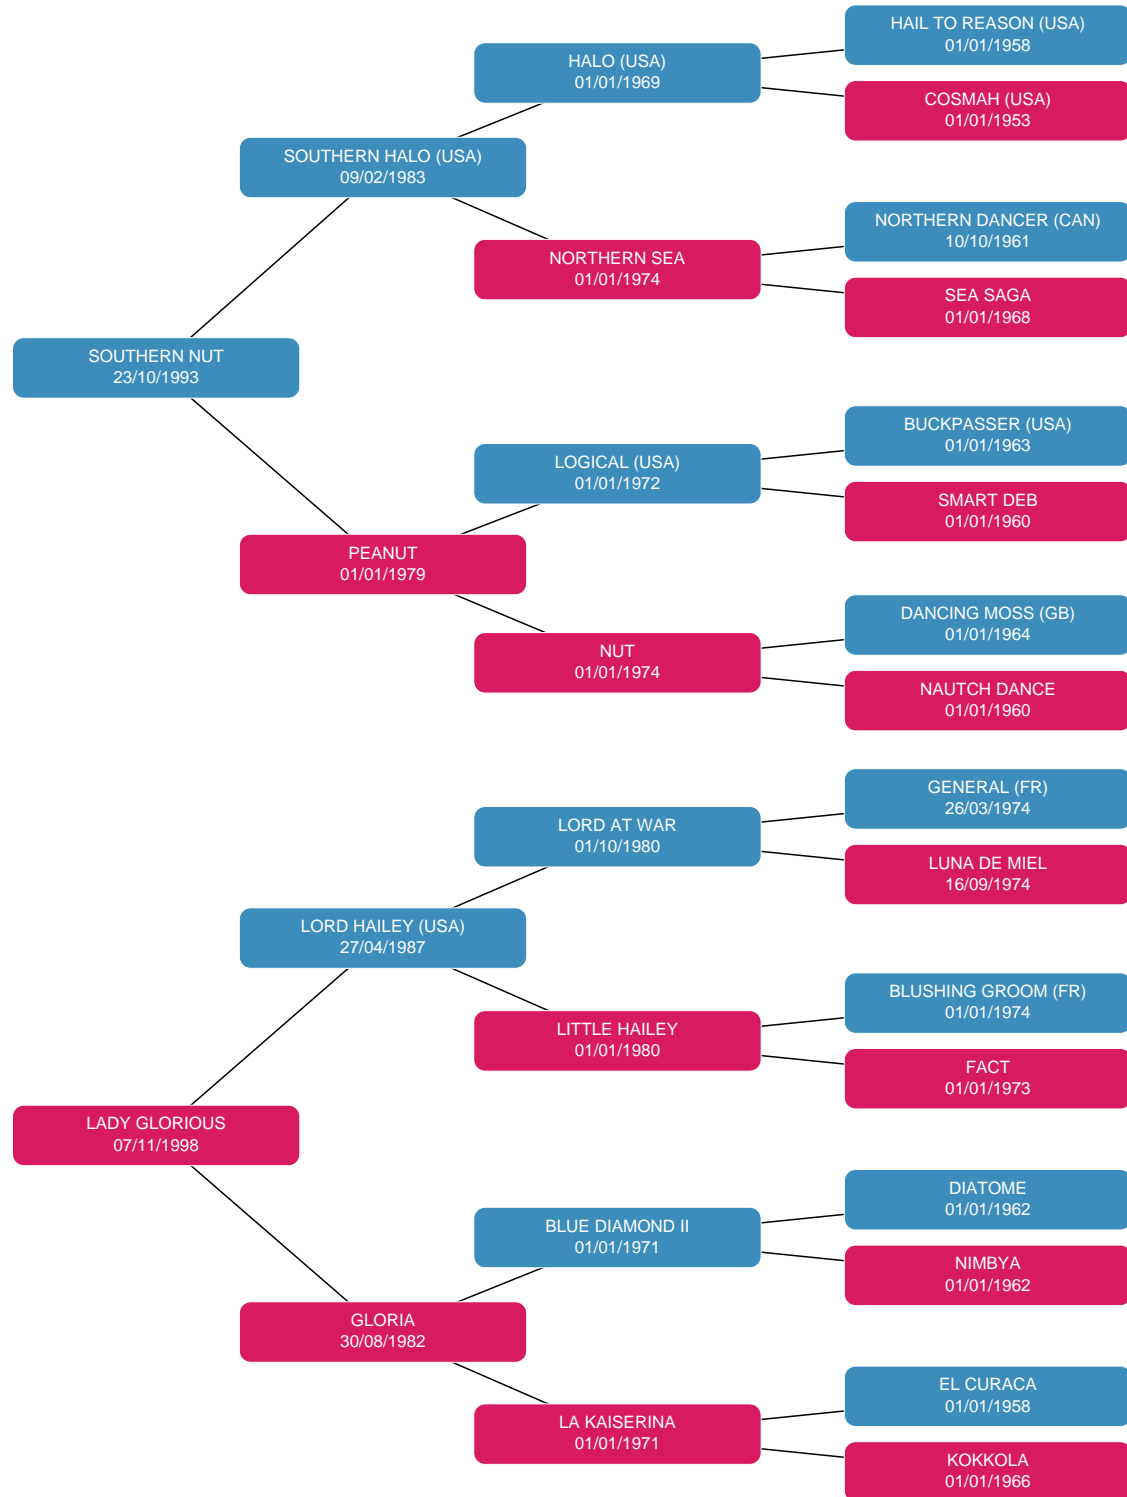 HAIL TO REASON (USA)
01/01/1958
HALO (USA)
01/01/1969
COSMAH (USA)
01/01/1953
SOUTHERN HALO (USA)
09/02/1983
NORTHERN DANCER (CAN)
10/10/1961
NORTHERN SEA
01/01/1974
SEA SAGA
01/01/1968
SOUTHERN NUT
23/10/1993
BUCKPASSER (USA)
01/01/1963
LOGICAL (USA)
01/01/1972
SMART DEB
01/01/1960
PEANUT
01/01/1979
DANCING MOSS (GB)
01/01/1964
NUT
01/01/1974
NAUTCH DANCE
01/01/1960
GENERAL (FR)
26/03/1974
LORD AT WAR
01/10/1980
LUNA DE MIEL
16/09/1974
LORD HAILEY (USA)
27/04/1987
BLUSHING GROOM (FR)
01/01/1974
LITTLE HAILEY
01/01/1980
FACT
01/01/1973
LADY GLORIOUS
07/11/1998
DIATOME
01/01/1962
BLUE DIAMOND II
01/01/1971
NIMBYA
01/01/1962
GLORIA
30/08/1982
EL CURACA
01/01/1958
LA KAISERINA
01/01/1971
KOKKOLA
01/01/1966